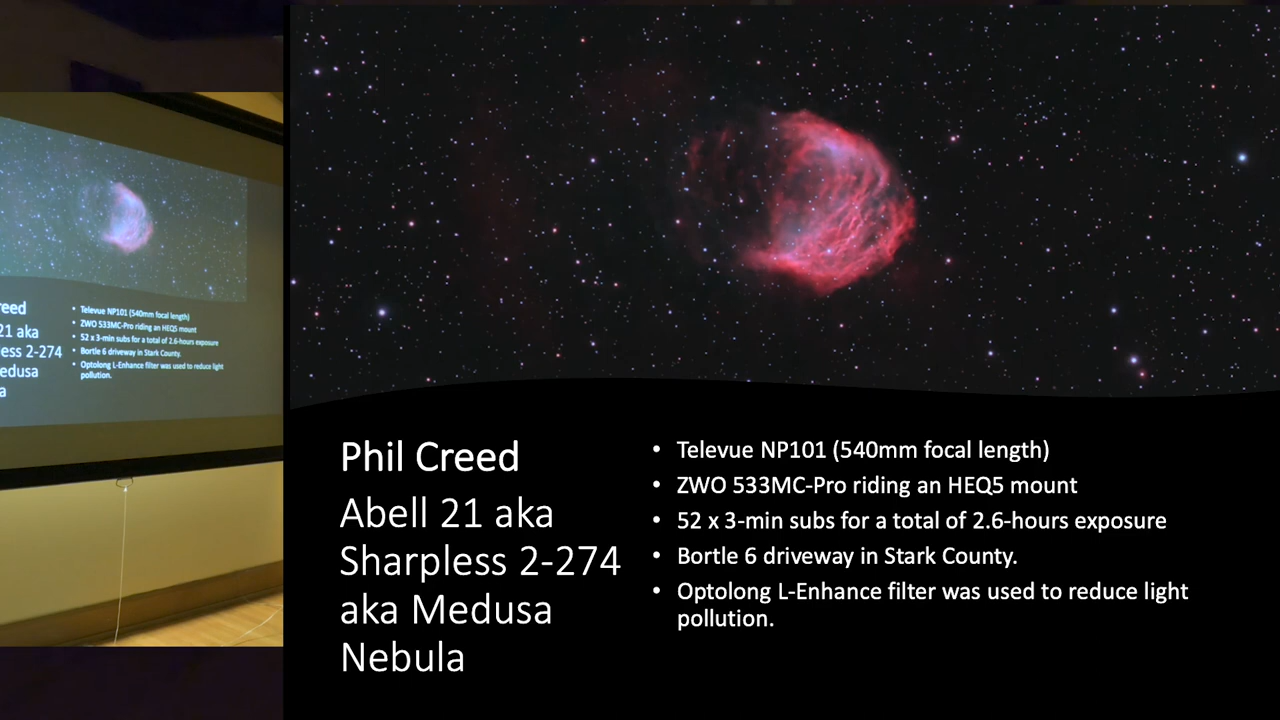 reed
21 aka
ess 2-274
edusa
a
• Televue NP101 (540mm focal length)
• ZWO 533MC-Pro riding an HEQ5 mount
• 52 x 3-min subs for a total of 2.6-hours exposure
• Bortle 6 driveway in Stark County.
• Optolong L-Enhance filter was used to reduce light
pollution.
Phil Creed
Abell 21 aka
Sharpless 2-274
aka Medusa
Nebula
• Televue NP101 (540mm focal length)
• ZWO 533MC-Pro riding an HEQ5 mount
• 52 x 3-min subs for a total of 2.6-hours exposure
• Bortle 6 driveway in Stark County.
• Optolong L-Enhance filter was used to reduce light
pollution.